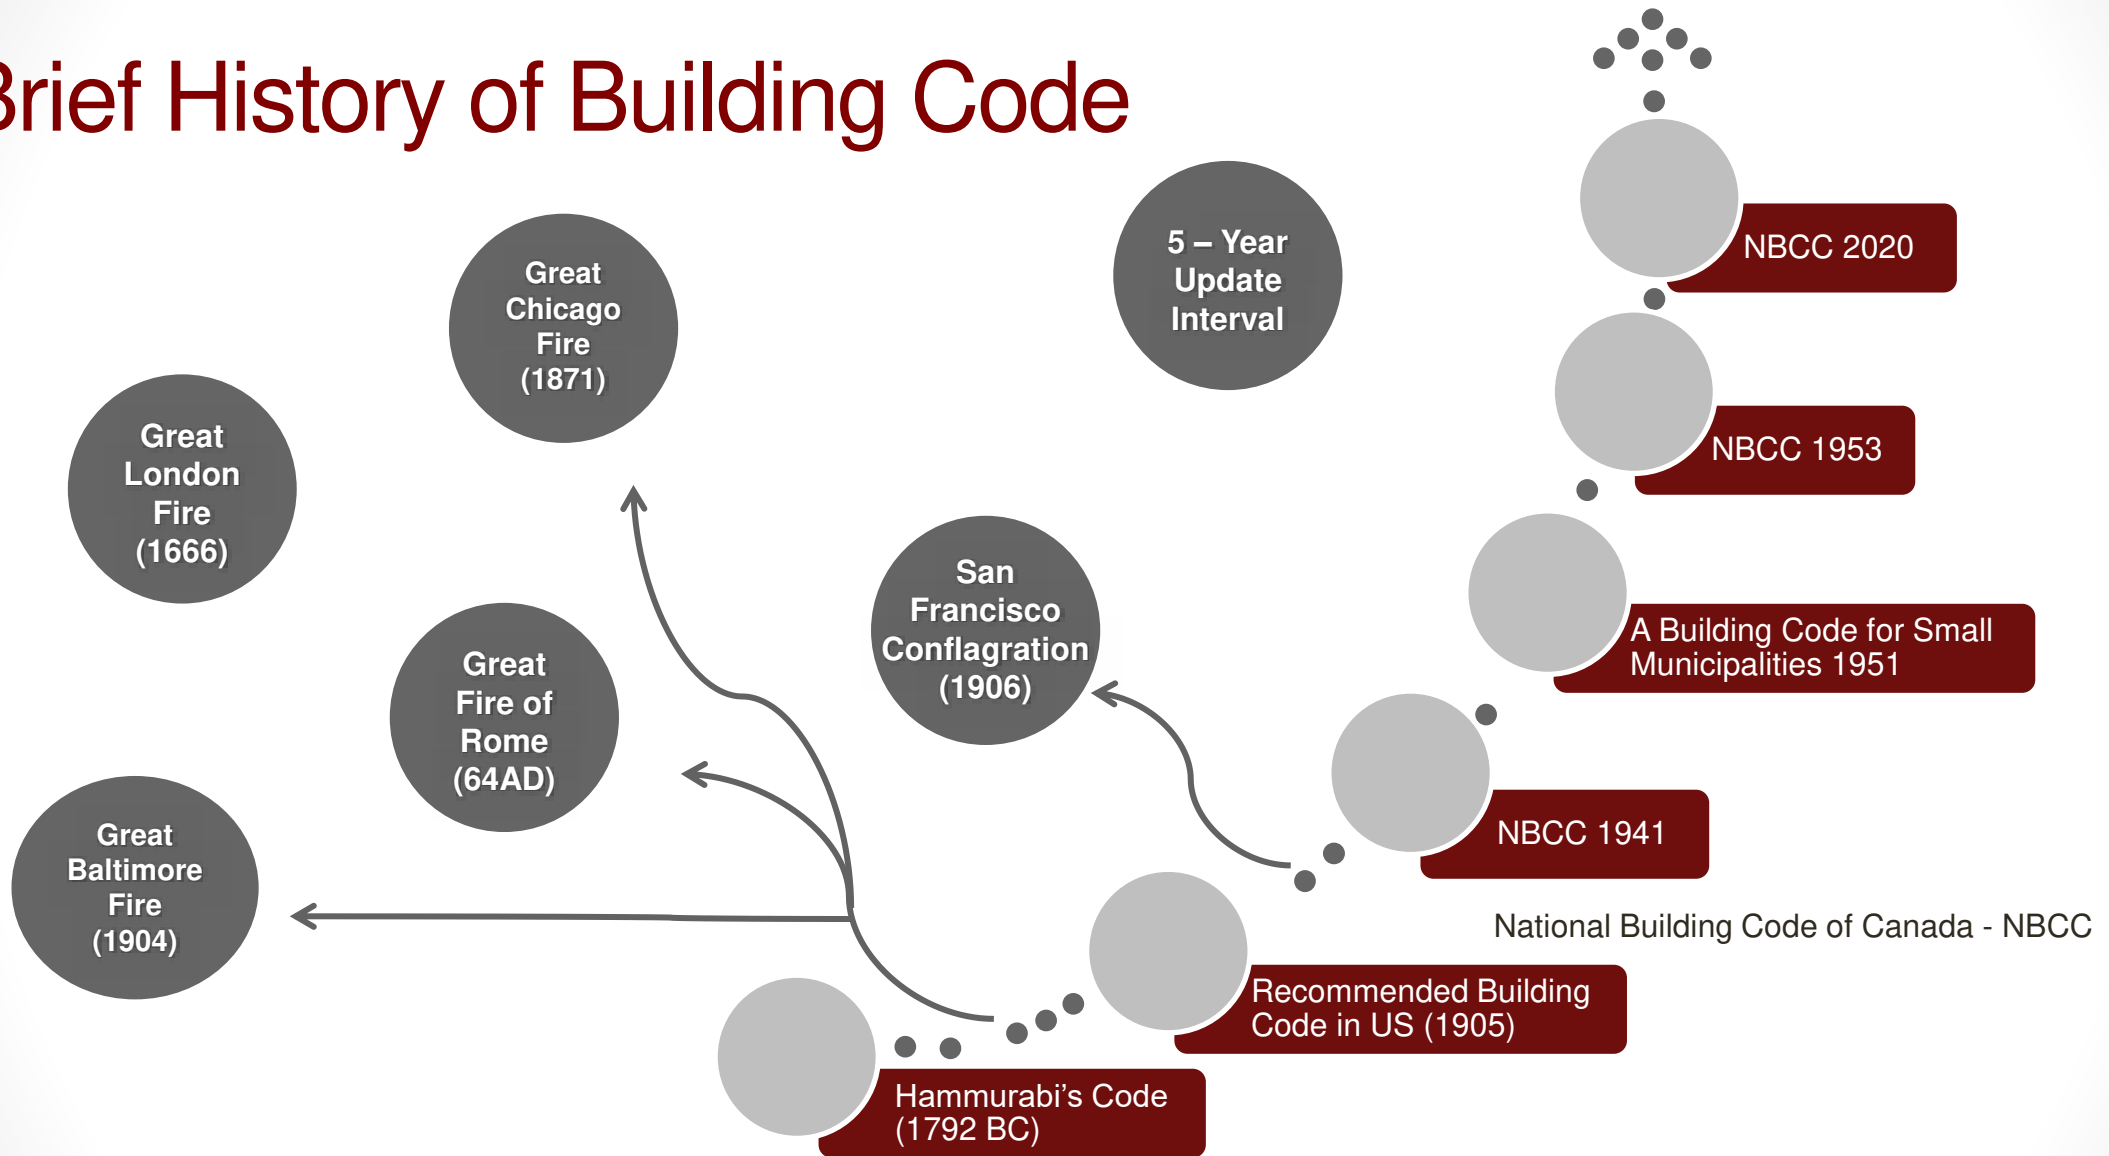 Brief History of Building Code
Great
Chicago
Fire
(1871)
5 – Year
Update
Interval
NBCC 2020
Great
London
Fire
(1666)
NBCC 1953
San
Francisco
Conflagration
(1906)
A Building Code for Small
Municipalities 1951
Great
Fire of
Rome
(64AD)
NBCC 1941
Great
Baltimore
Fire
(1904)
National Building Code of Canada - NBCC
Recommended Building
Code in US (1905)
Hammurabi’s Code
(1792 BC)